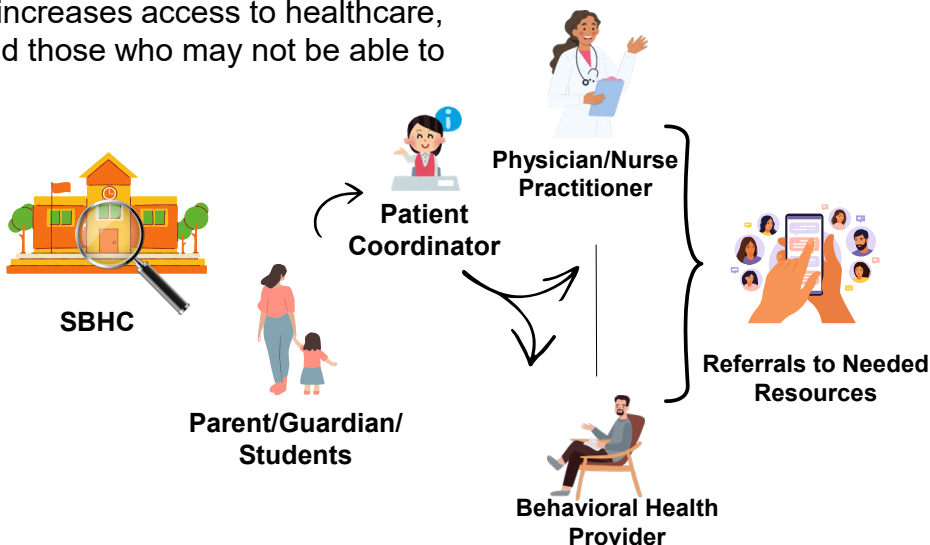 increases access to healthcare,
d those who may not be able to
Physician/Nurse
Practitioner
Patient
Coordinator
SBHC
Parent/Guardian/
Students
Referrals to Needed
Resources
Behavioral Health
Provider